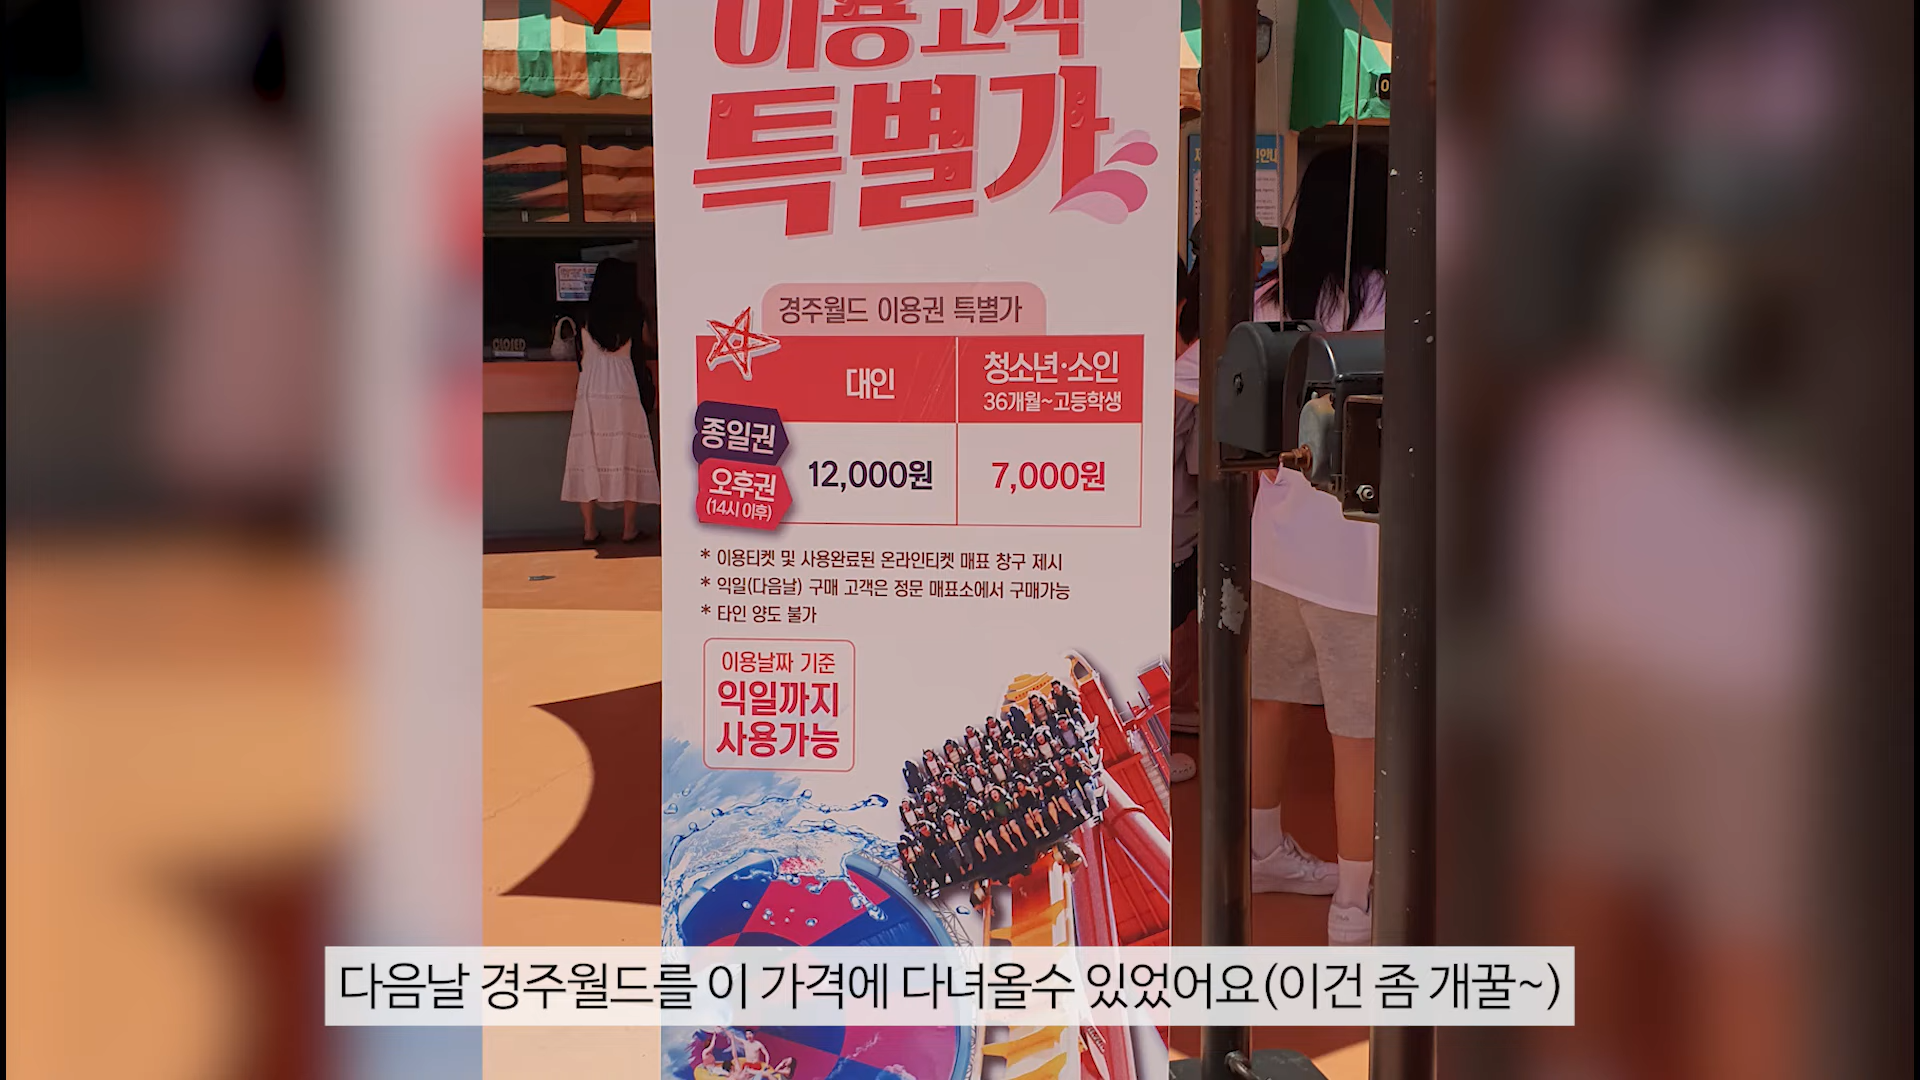 이용고객
특별가
경주월드 이용권 특별가
대인
청소년·소인
36개월~고등학생
종일권
오후권
(14시 이후)
12,000원
7,000원
* 이용티켓 및 사용완료된 온라인티켓 매표 창구 제시
* 익일(다음날) 구매 고객은 정문 매표소에서 구매가능
* 타인 양도 불가
이용날짜 기준
익일까지
사용가능
CLOSED
다음날 경주월드를 이 가격에 다녀올수 있었어요(이건 좀 개꿀~)